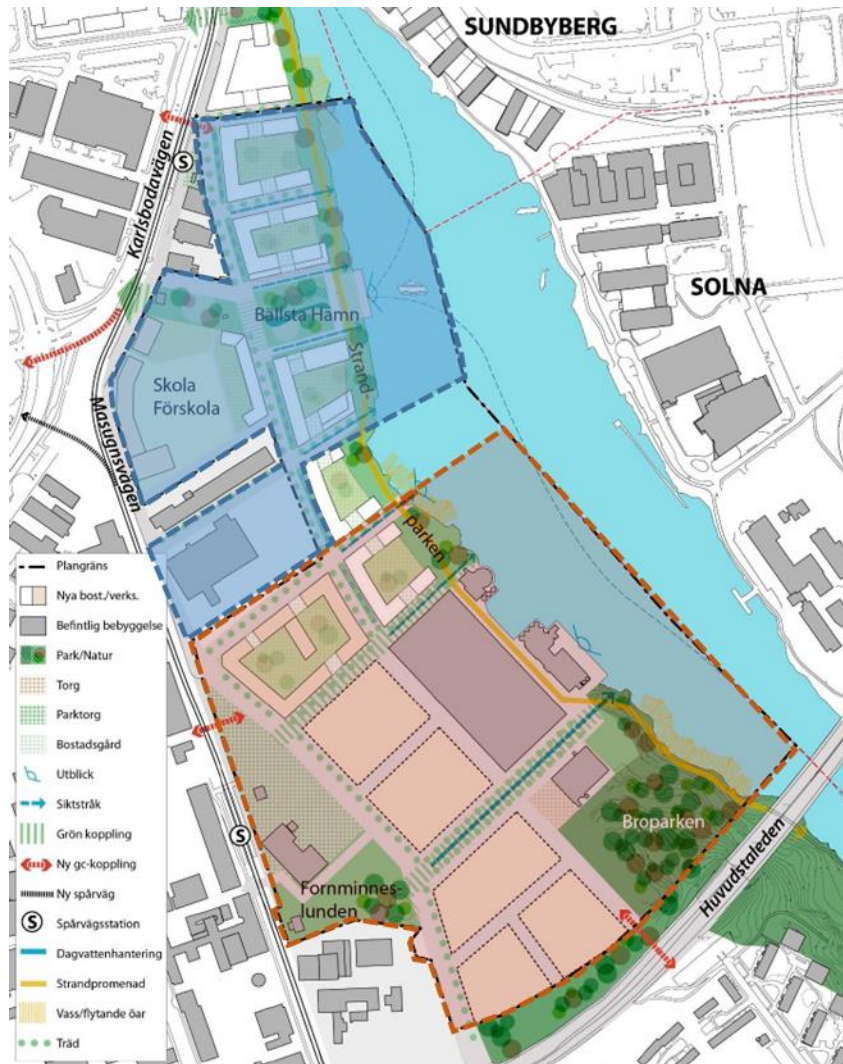 SUNDBYBERG
Karlsbodavägen
S
SOLNA
Bällsta Hamn
Strand-
Skola
Förskola
Masugnsvägen
parken
Plangräns
Nya bost./verks.
Befintlig bebyggelse
Park/Natur
Torg
Parktorg
Bostadsgård
Utblick
Siktstråk
Grön koppling
Ny gc-koppling
Ny spårväg
S Spårvägsstation
Dagvattenhantering
Strandpromenad
Vass/flytande öar
Träd
S
Broparken
Fornminnes-
lunden
Huvudstaleden